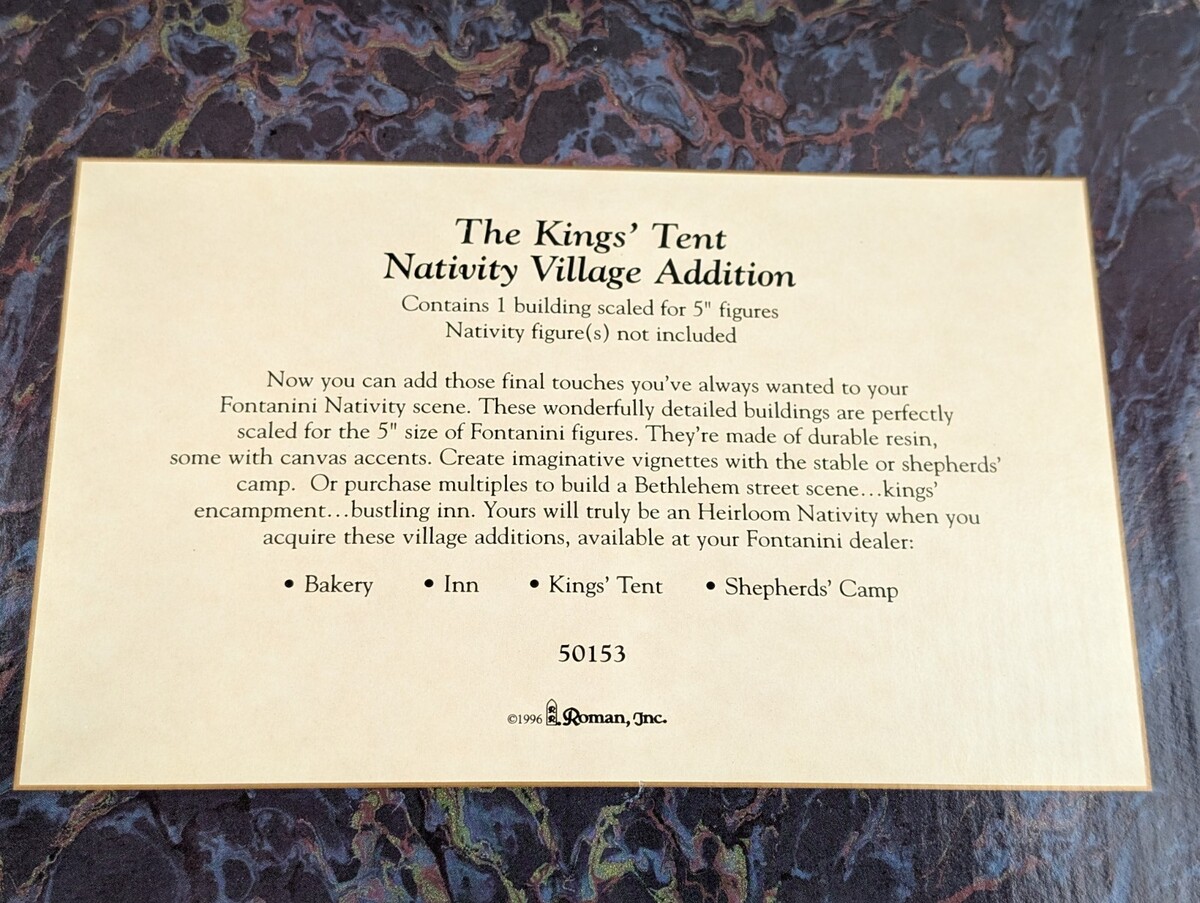 The Kings' Tent
Nativity Village Addition
Contains 1 building scaled for 5" figures
Nativity figure(s) not included
Now you can add those final touches you've always wanted to your
Fontanini Nativity scene. These wonderfully detailed buildings are perfectly
scaled for the 5" size of Fontanini figures. They're made of durable resin,
some with canvas accents. Create imaginative vignettes with the stable or shepherds'
camp.  Or purchase multiples to build a Bethlehem street scene...kings'
encampment...bustling inn. Yours will truly be an Heirloom Nativity when you
acquire these village additions, available at your Fontanini dealer:
• Bakery • Inn • Kings' Tent • Shepherds' Camp
50153
©1996 Roman, Inc.